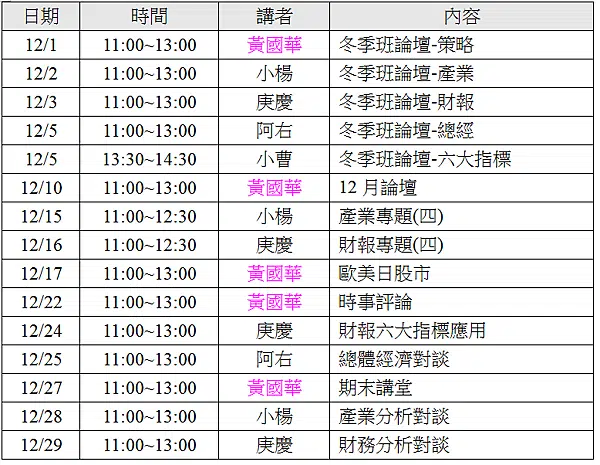 日期 時間 講者 內容
12/1 11:00~13:00 黃國華 冬季班論壇-策略
12/2 11:00~13:00 小楊 冬季班論壇-產業
12/3 11:00~13:00 庚慶 冬季班論壇-財報
12/5 11:00~13:00 阿右 冬季班論壇-總經
12/5 13:30~14:30 小曹 冬季班論壇-六大指標
12/10 11:00~13:00 黃國華 12 月論壇
12/15 11:00~12:30 小楊 產業專題(四)
12/16 11:00~12:30 庚慶 財報專題(四)
12/17 11:00~13:00 黃國華 歐美日股市
12/22 11:00~13:00 黃國華 時事評論
12/24 11:00~13:00 庚慶 財報六大指標應用
12/25 11:00~13:00 阿右 總體經濟對談
12/27 11:00~13:00 黃國華 期末講堂
12/28 11:00~13:00 小楊 產業分析對談
12/29 11:00~13:00 庚慶 財務分析對談